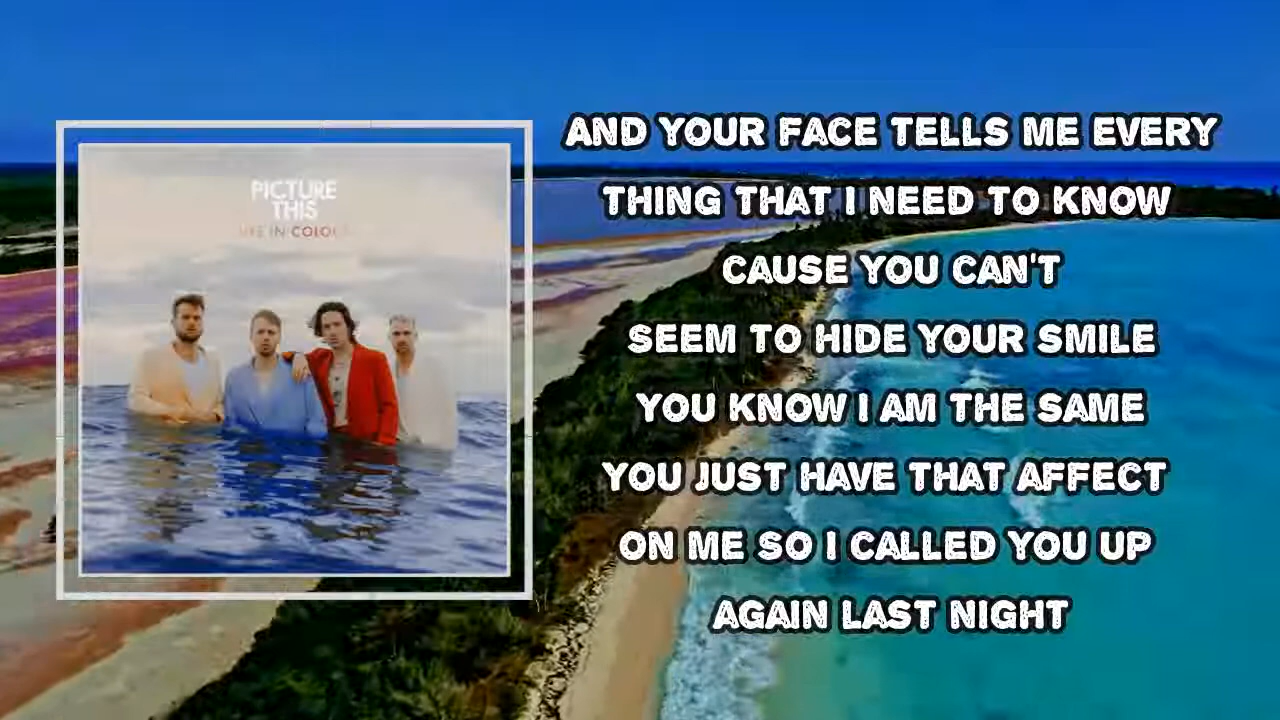 PICTURE
THIS
IN COLOUR
AND YOUR FACE TELLS ME EVERY
THING THAT I NEED TO KNOW
CAUSE YOU CAN'T
SEEM TO HIDE YOUR SMILE
YOU KNOW I AM THE SAME
YOU JUST HAVE THAT AFFECT
ON ME SO I CALLED YOU UP
AGAIN LAST NIGHT